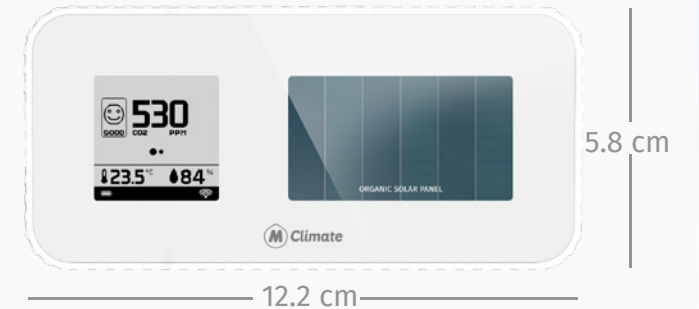 530
GOOD CO2 PPM
23.5°C 84%
ORGANIC SOLAR PANEL
M Climate
5.8 cm
12.2 cm